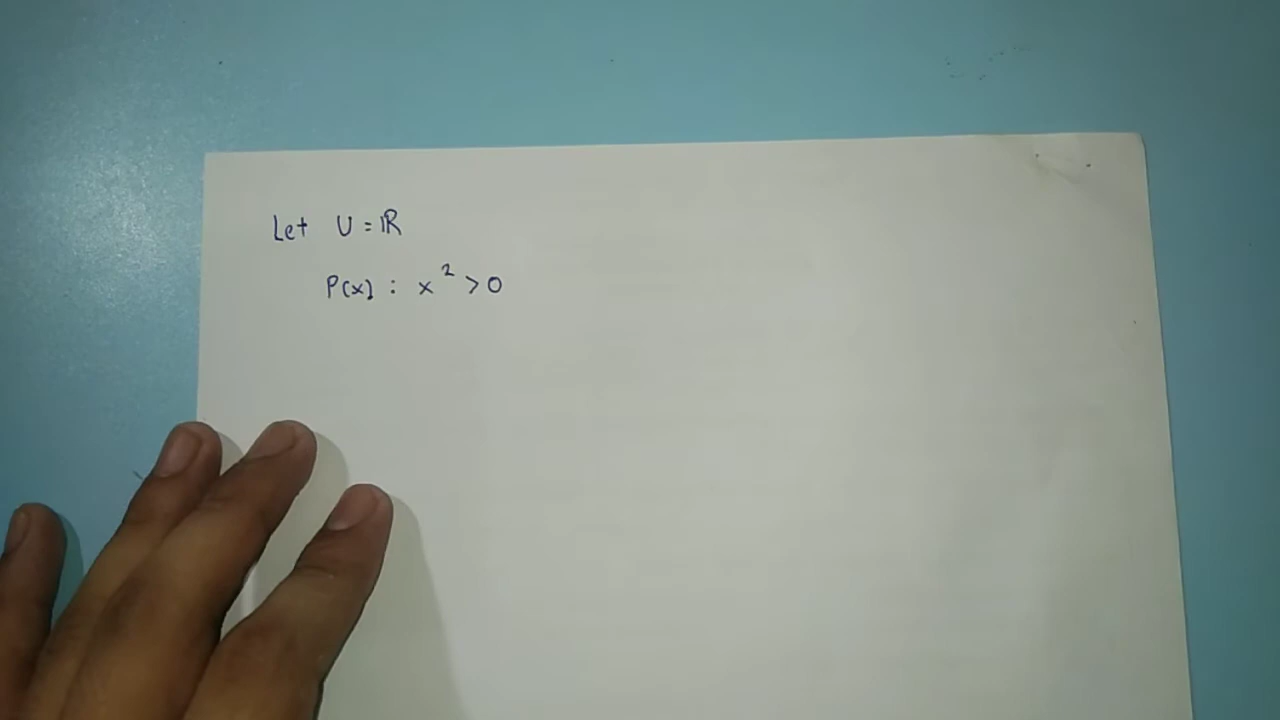 Let U = ℝ
P(x) : x² > 0